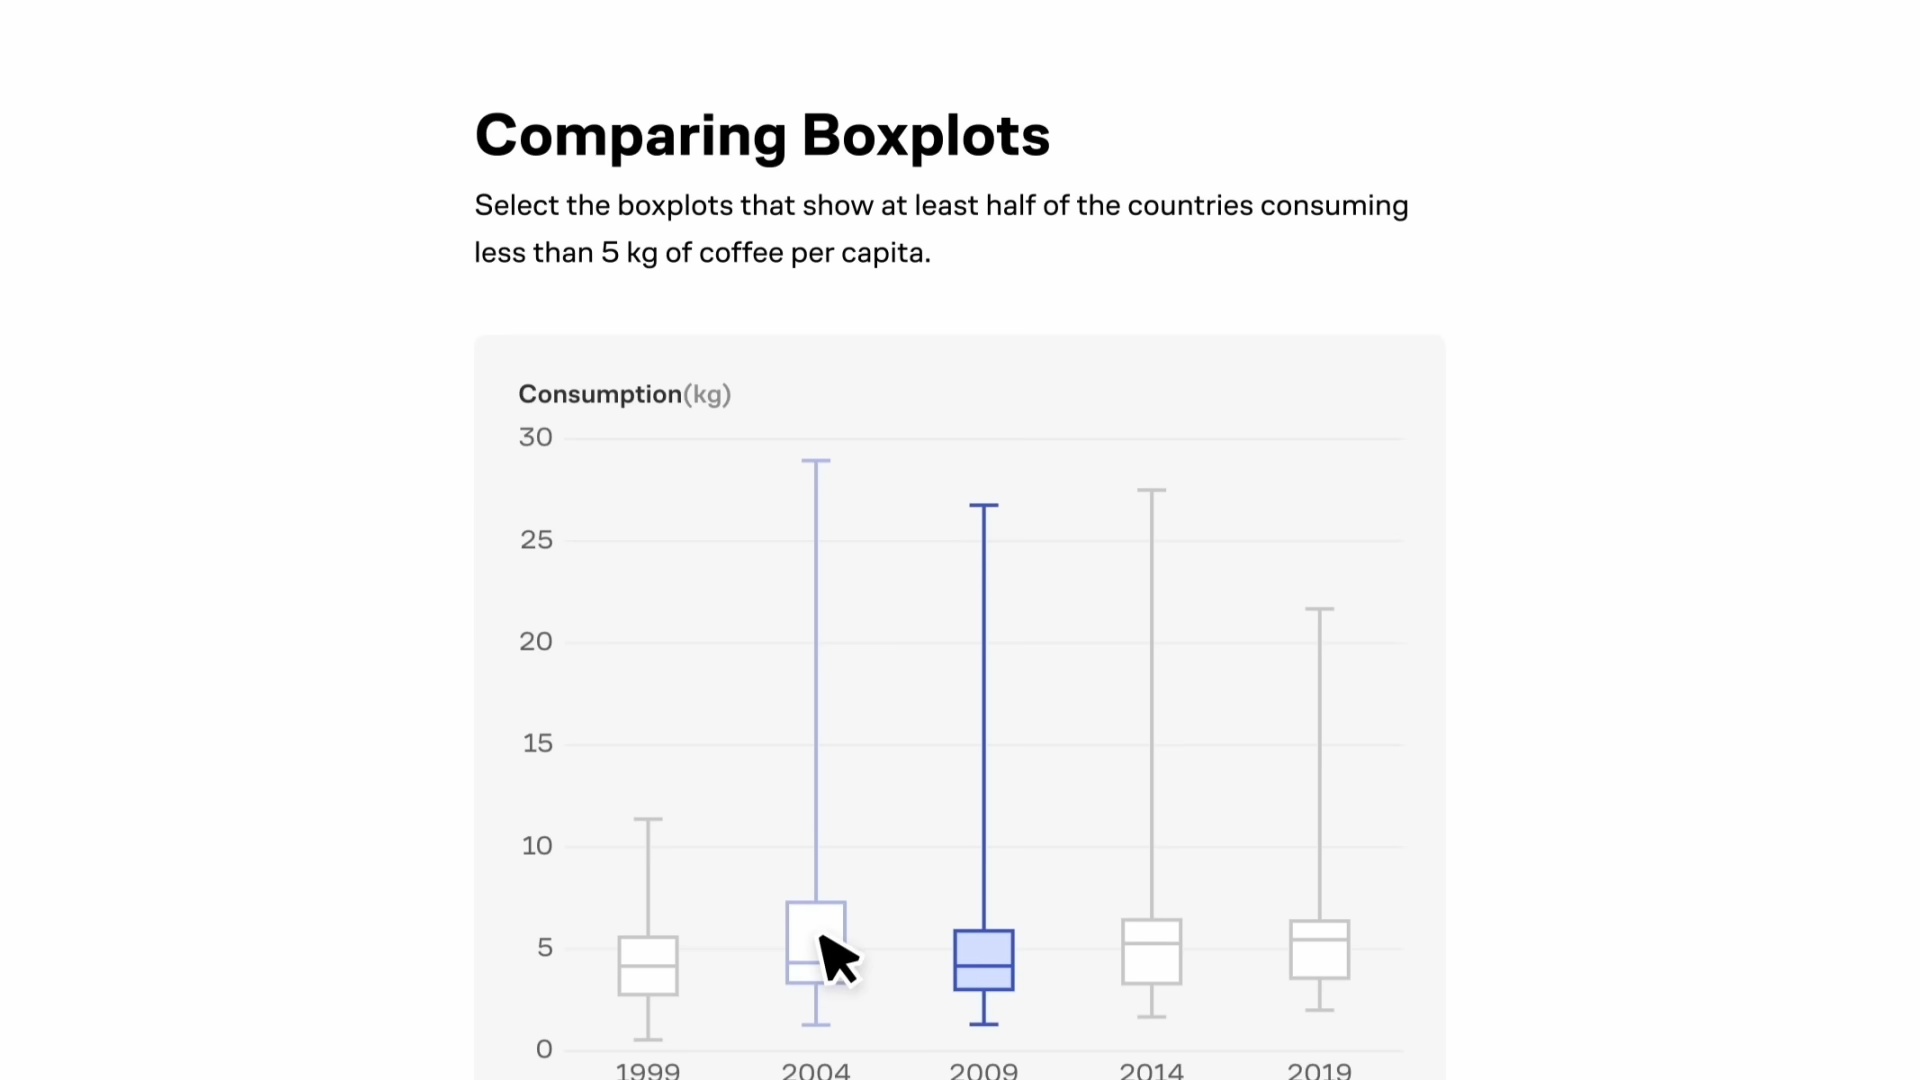 Comparing Boxplots
Select the boxplots that show at least half of the countries consuming
less than 5 kg of coffee per capita.
Consumption(kg)
30
25
20
15
10
5
0
1999 2004 2009 2014 2019